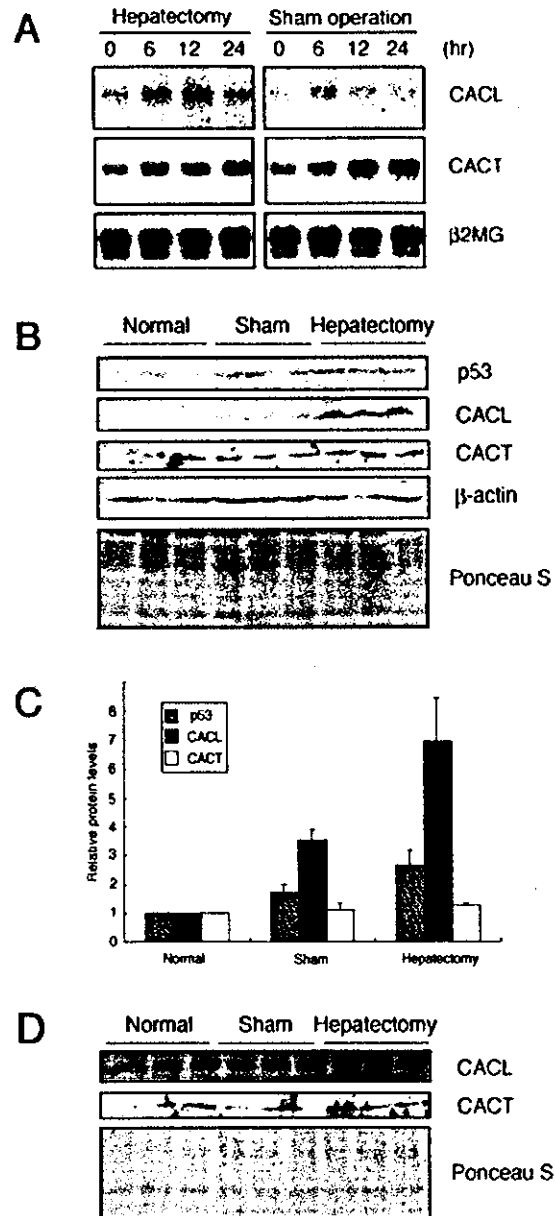 A
Hepatectomy Sham operation
0 6 12 24 0 6 12 24 (hr)
CACL
CACT
β2MG
B
Normal Sham Hepatectomy
p53
CACL
CACT
β-actin
Ponceau S
C
Relative protein levels
8
7
6
5
4
3
2
1
0
p53
CACL
CACT
Normal Sham Hepatectomy
D
Normal Sham Hepatectomy
CACL
CACT
Ponceau S